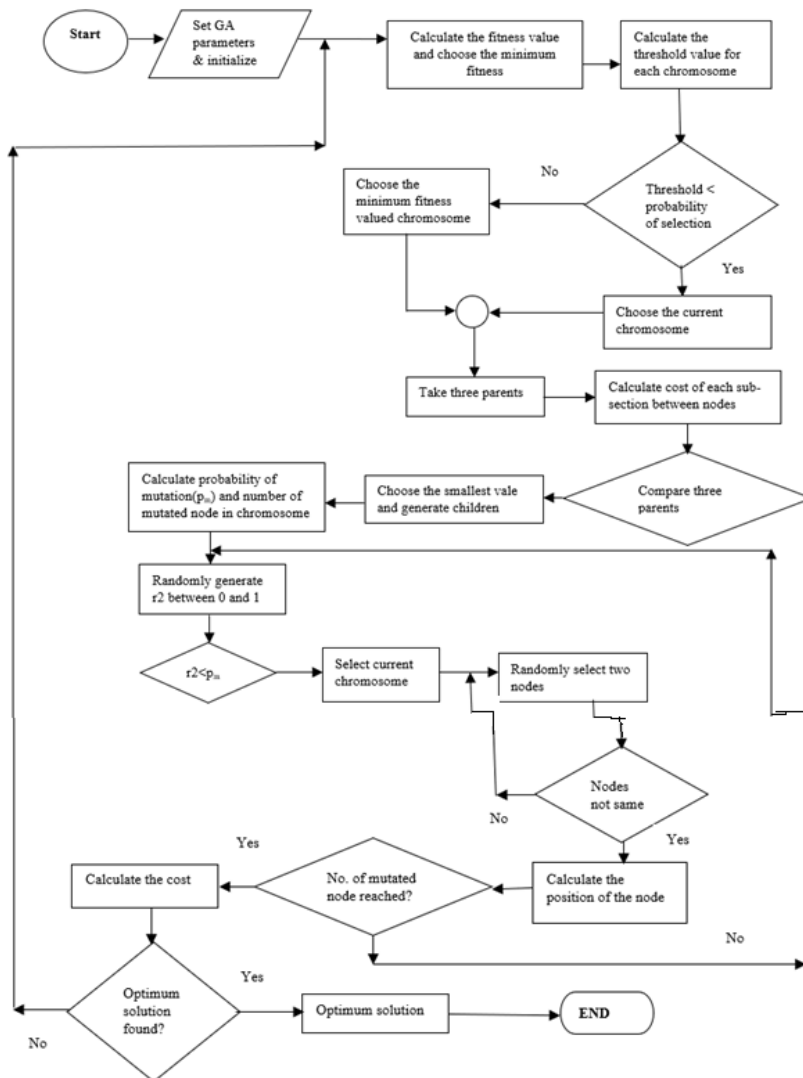 Start
Set GA
parameters
& initialize
Calculate the fitness value
and choose the minimum
fitness
Calculate the
threshold value for
each chromosome
Threshold <
probability
of selection
No
Choose the
minimum fitness
valued chromosome
Yes
Choose the current
chromosome
Take three parents
Calculate cost of each sub-
section between nodes
Compare three
parents
Choose the smallest vale
and generate children
Calculate probability of
mutation(pm) and number of
mutated node in chromosome
Randomly generate
r2 between 0 and 1
r2<pm
Select current
chromosome
Randomly select two
nodes
Nodes
not same
No
Yes
Calculate the
position of the node
No. of mutated
node reached?
Yes
No
Calculate the cost
Optimum
solution
found?
Yes
No
Optimum solution
END